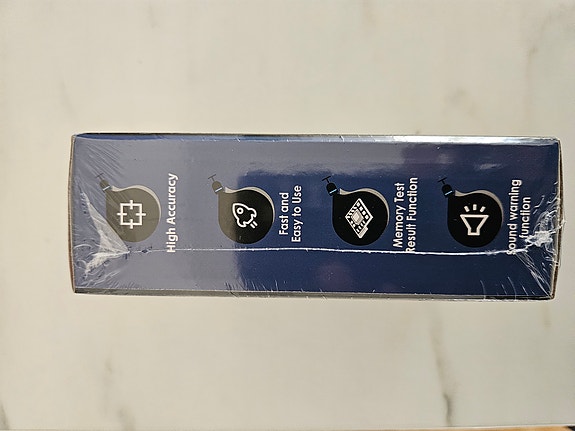 High Accuracy
Fast and
Easy to Use
Memory Test
Result Function
Sound warning
function